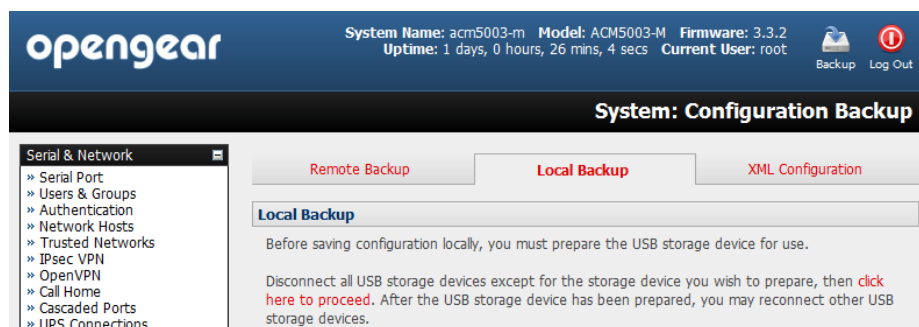 opengear
System Name: acm5003-m Model: ACM5003-M Firmware: 3.3.2
Uptime: 1 days, 0 hours, 26 mins, 4 secs Current User: root
Backup Log Out
System: Configuration Backup
Serial & Network
» Serial Port
» Users & Groups
» Authentication
» Network Hosts
» Trusted Networks
» IPsec VPN
» OpenVPN
» Call Home
» Cascaded Ports
» UPS Connections
Remote Backup Local Backup XML Configuration
Local Backup
Before saving configuration locally, you must prepare the USB storage device for use.
Disconnect all USB storage devices except for the storage device you wish to prepare, then click
here to proceed. After the USB storage device has been prepared, you may reconnect other USB
storage devices.